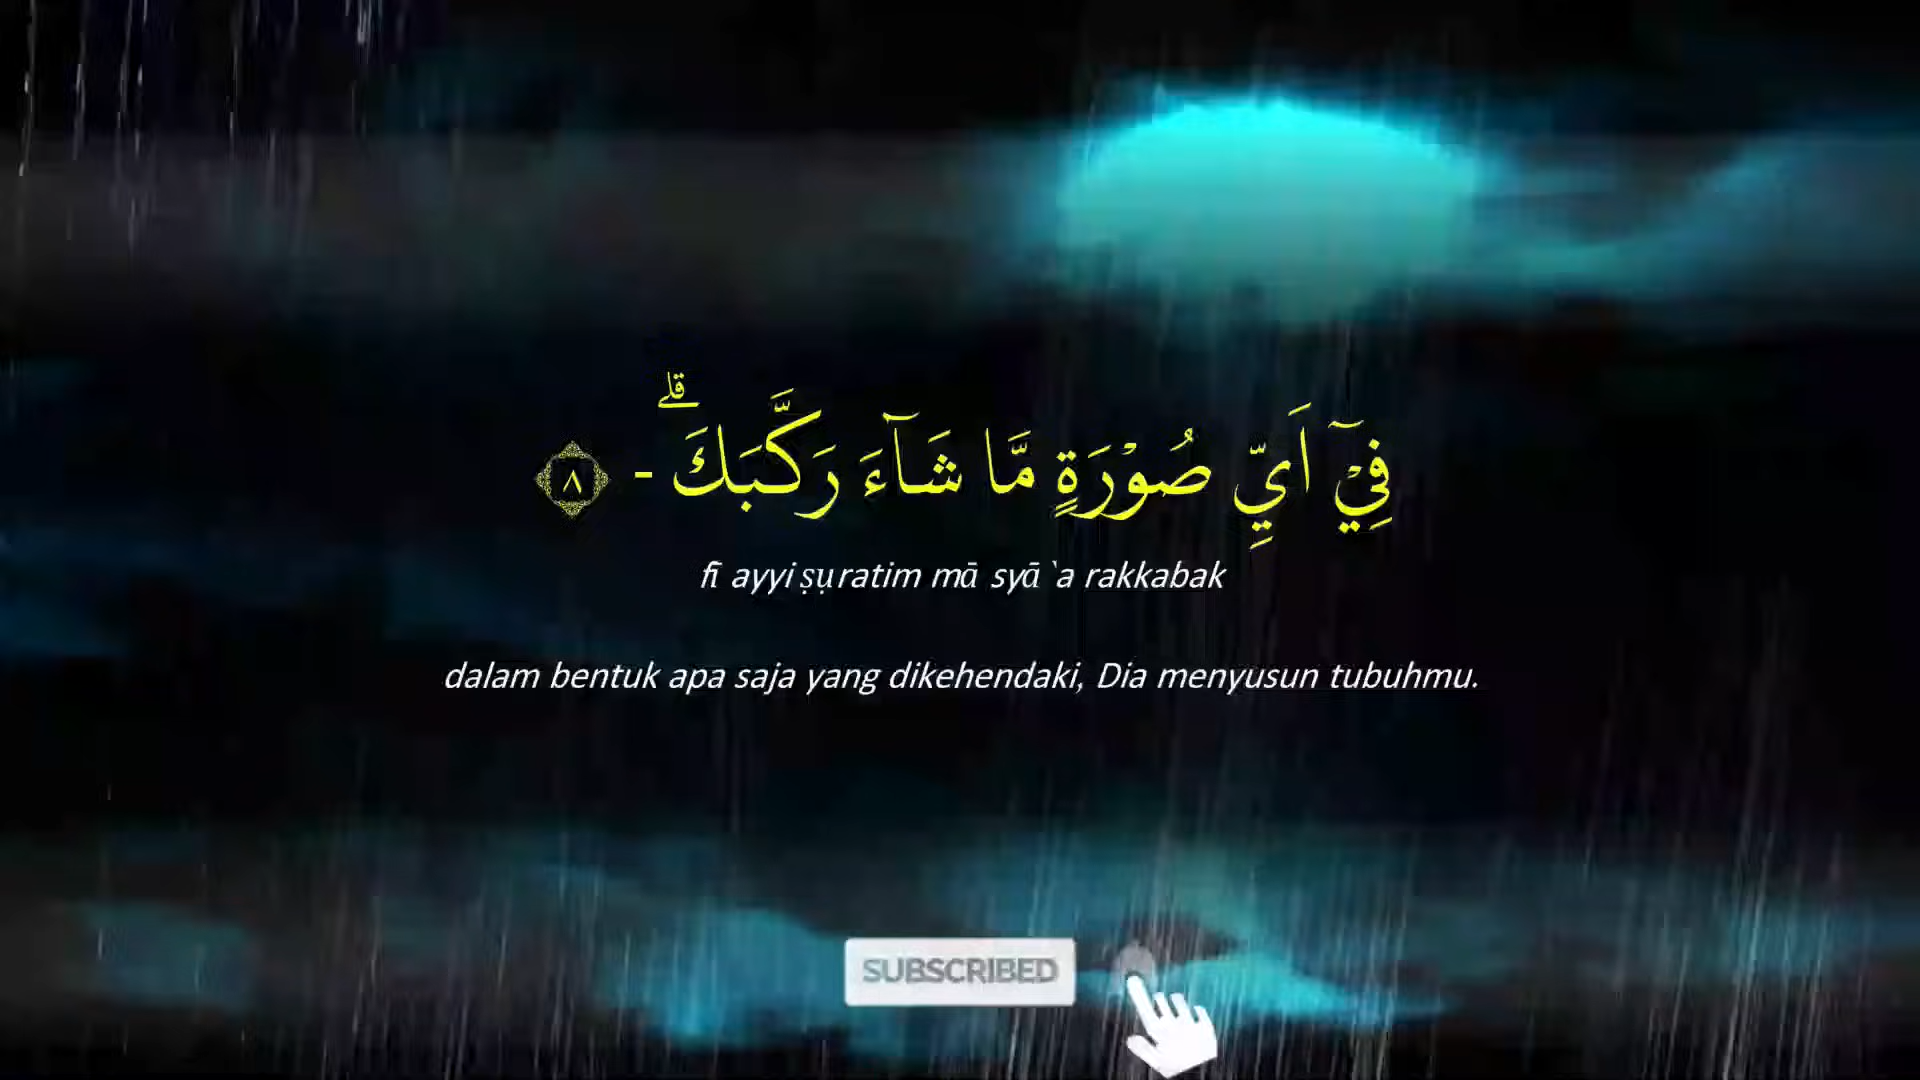 فِيْٓ اَيِّ صُوْرَةٍ مَّا شَاۤءَ رَكَّبَكَۗ - ٨
fī ayyi ṣụratim mā syā`a rakkabak
dalam bentuk apa saja yang dikehendaki, Dia menyusun tubuhmu.
SUBSCRIBED